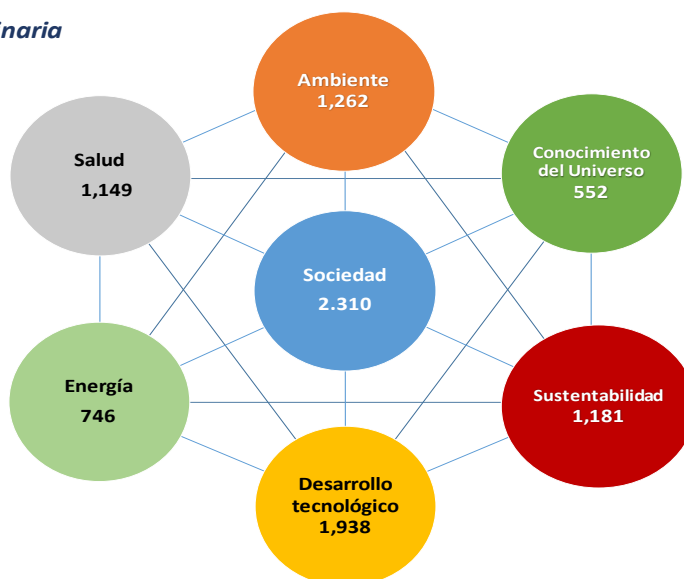 Ambiente
1,262
Salud
1,149
Conocimiento
del Universo
552
Sociedad
2.310
Energía
746
Sustentabilidad
1,181
Desarrollo
tecnológico
1,938